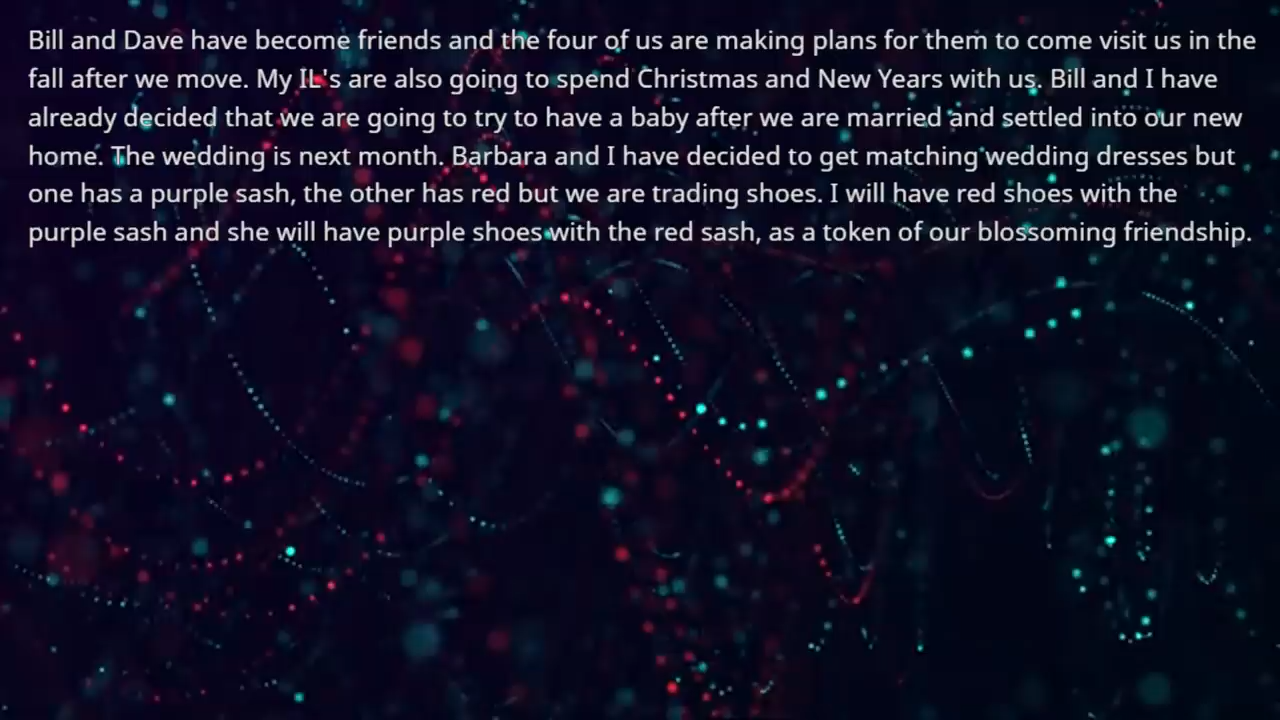 Bill and Dave have become friends and the four of us are making plans for them to come visit us in the
fall after we move. My IL's are also going to spend Christmas and New Years with us. Bill and I have
already decided that we are going to try to have a baby after we are married and settled into our new
home. The wedding is next month. Barbara and I have decided to get matching wedding dresses but
one has a purple sash, the other has red but we are trading shoes. I will have red shoes with the
purple sash and she will have purple shoes with the red sash, as a token of our blossoming friendship.